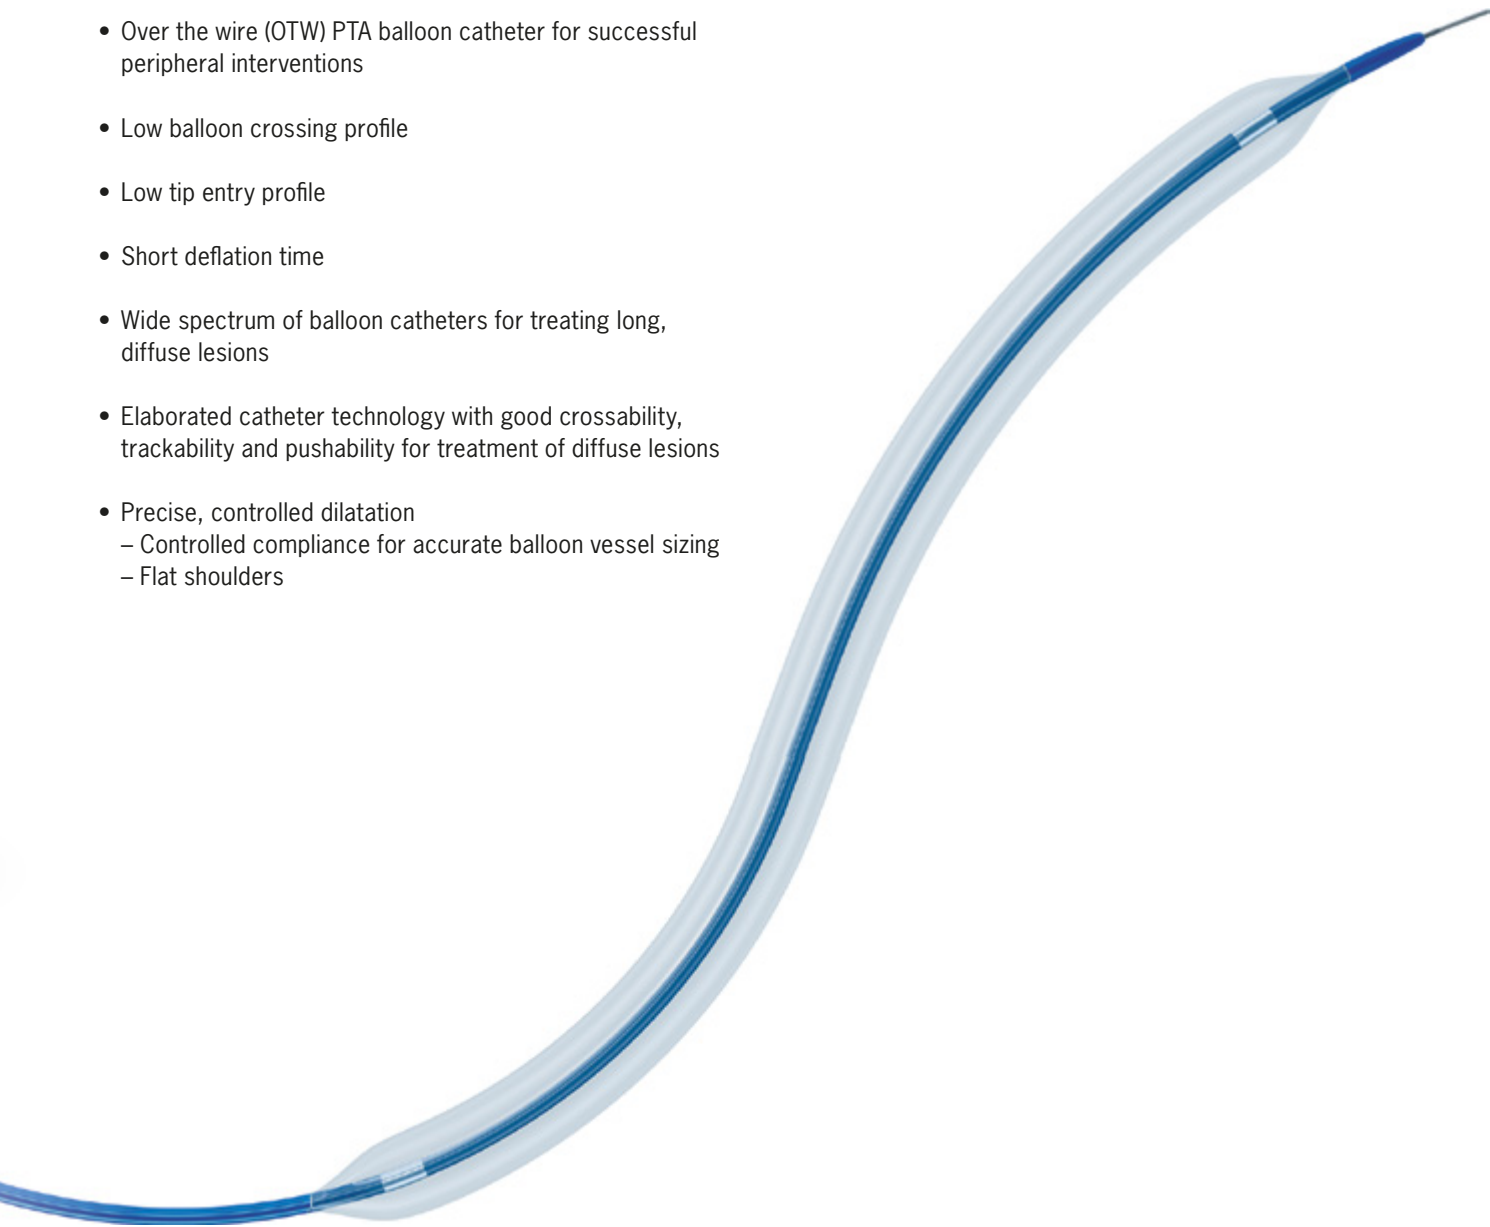 • Over the wire (OTW) PTA balloon catheter for successful
peripheral interventions
• Low balloon crossing profile
• Low tip entry profile
• Short deflation time
• Wide spectrum of balloon catheters for treating long,
diffuse lesions
• Elaborated catheter technology with good crossability,
trackability and pushability for treatment of diffuse lesions
• Precise, controlled dilatation
– Controlled compliance for accurate balloon vessel sizing
– Flat shoulders